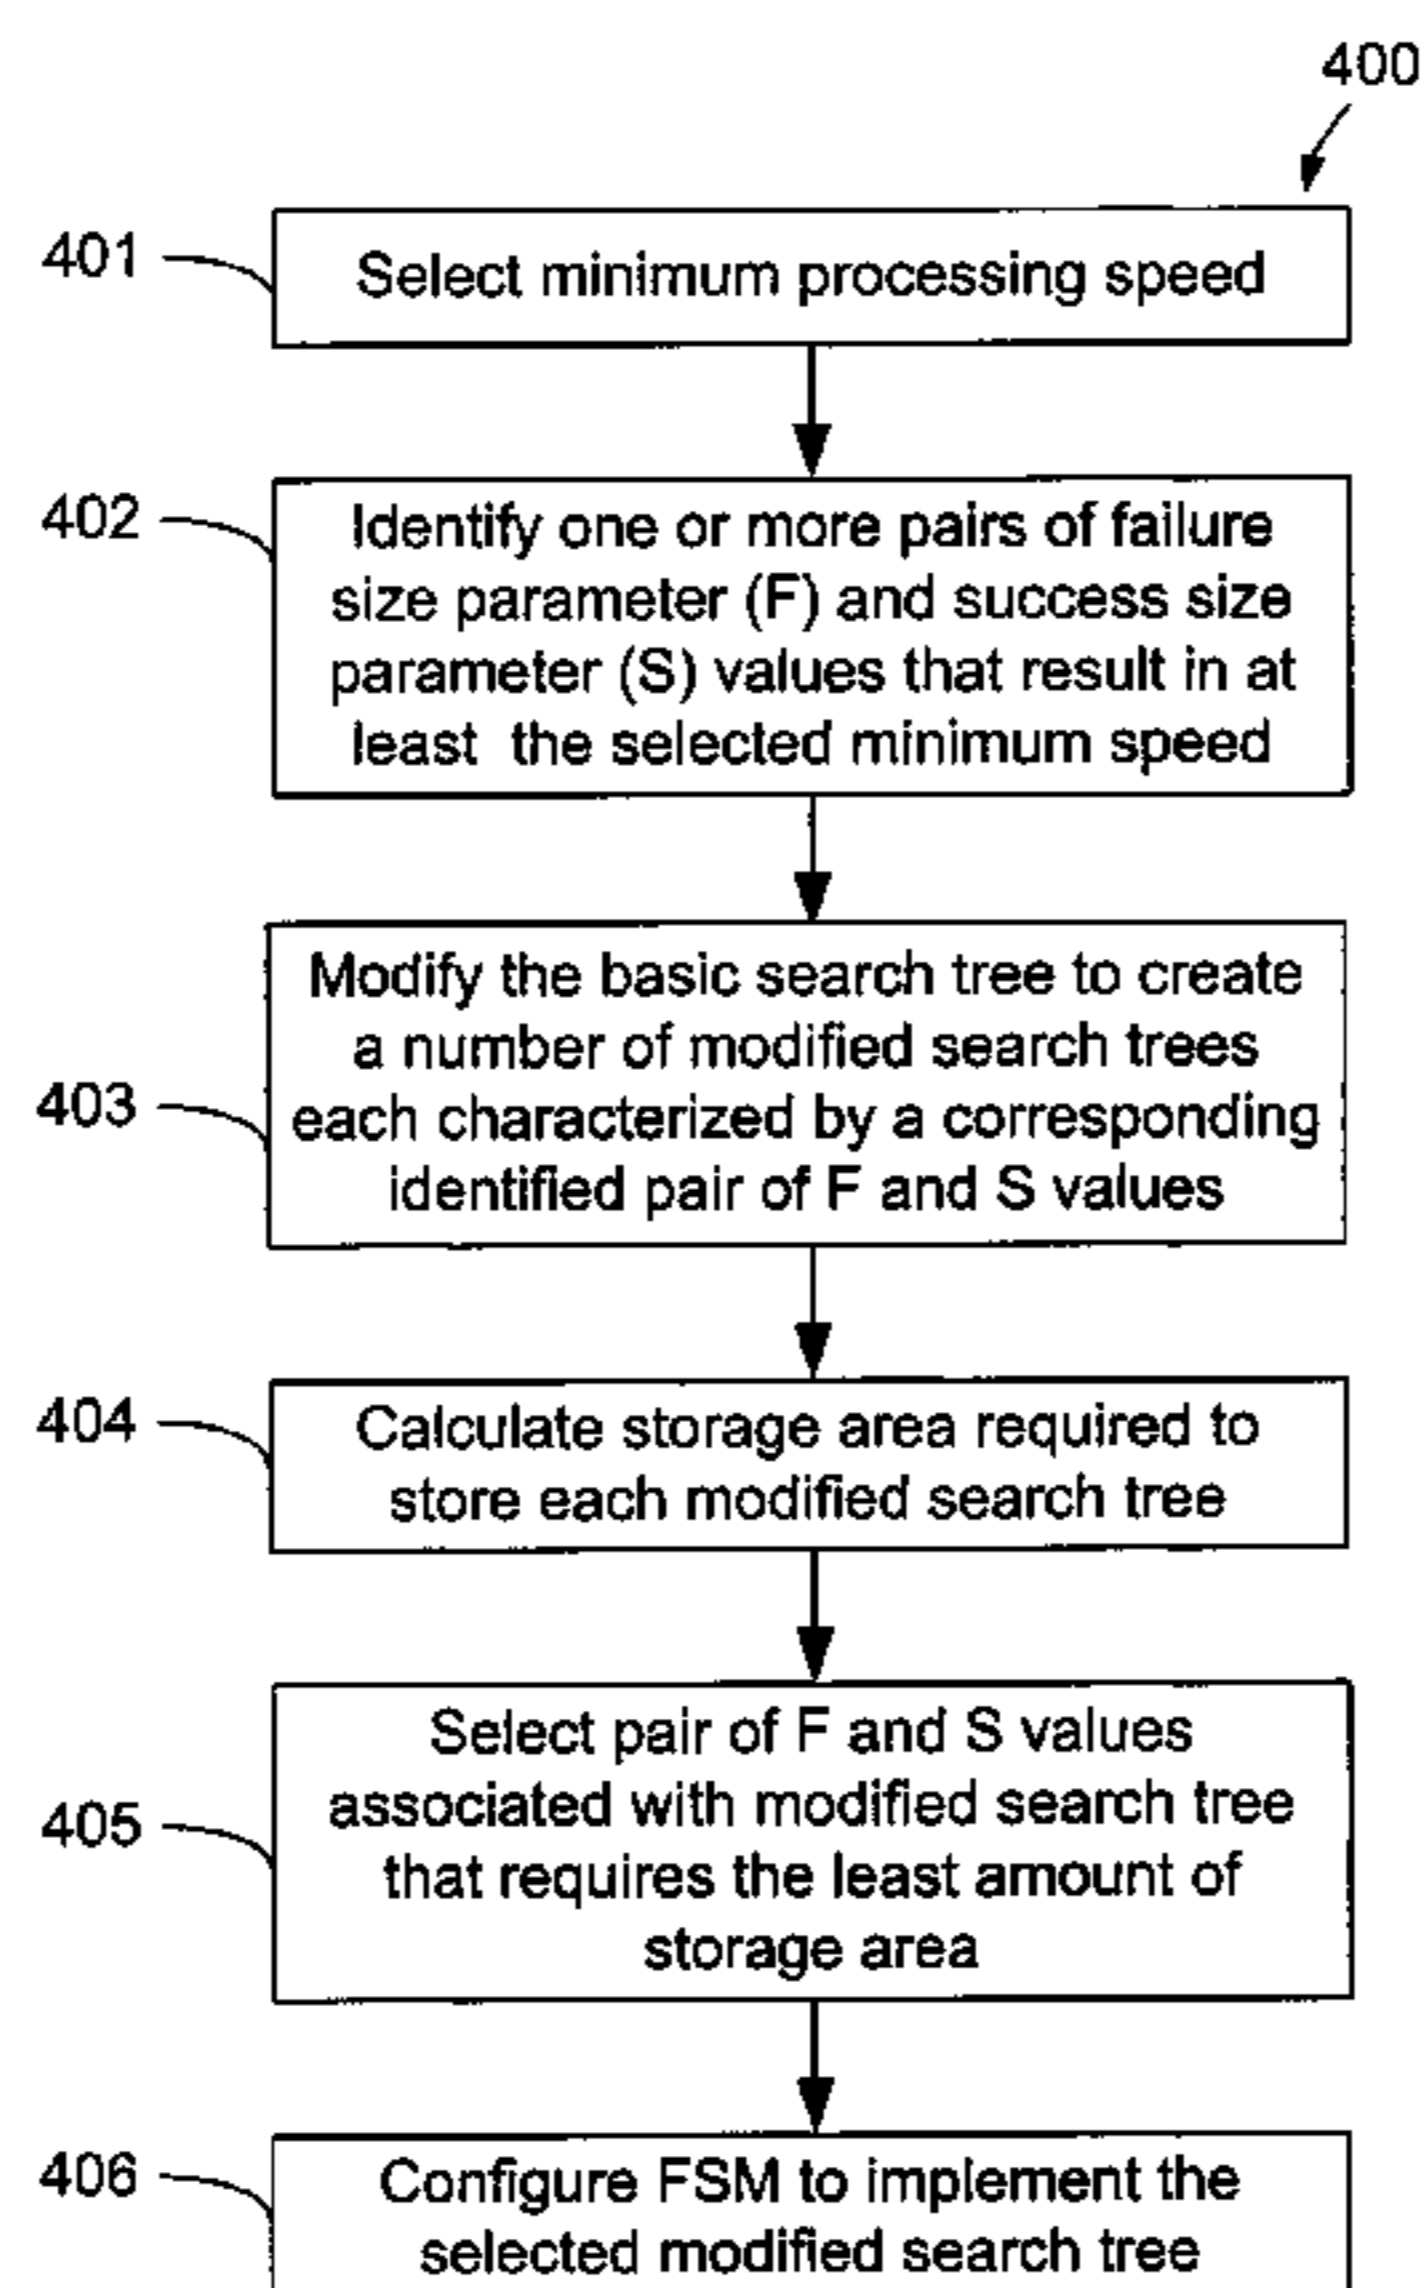 400
401
Select minimum processing speed
402
Identify one or more pairs of failure
size parameter (F) and success size
parameter (S) values that result in at
least the selected minimum speed
403
Modify the basic search tree to create
a number of modified search trees
each characterized by a corresponding
identified pair of F and S values
404
Calculate storage area required to
store each modified search tree
405
Select pair of F and S values
associated with modified search tree
that requires the least amount of
storage area
406
Configure FSM to implement the
selected modified search tree